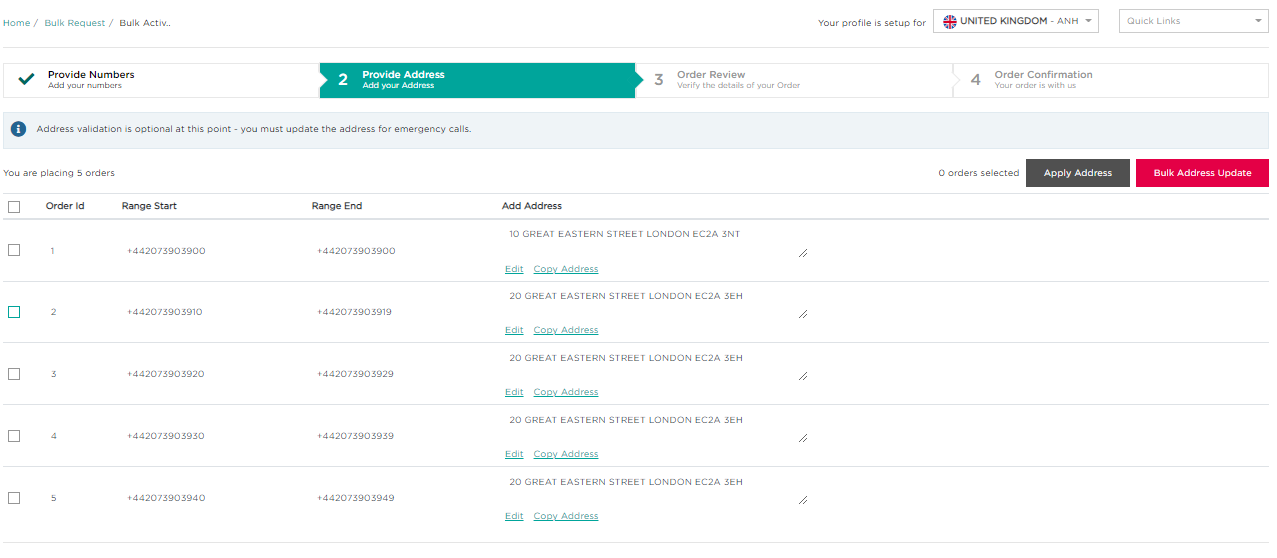 Home / Bulk Request / Bulk Activ..
Your profile is setup for
UNITED KINGDOM - ANH
Quick Links
Provide Numbers
Add your numbers
2
Provide Address
Add your Address
3
Order Review
Verify the details of your Order
4
Order Confirmation
Your order is with us
Address validation is optional at this point - you must update the address for emergency calls.
You are placing 5 orders
0 orders selected
Apply Address
Bulk Address Update
Order Id Range Start Range End Add Address
10 GREAT EASTERN STREET LONDON EC2A 3NT
1 +442073903900 +442073903900
Edit Copy Address
20 GREAT EASTERN STREET LONDON EC2A 3EH
2 +442073903910 +442073903919
Edit Copy Address
20 GREAT EASTERN STREET LONDON EC2A 3EH
3 +442073903920 +442073903929
Edit Copy Address
20 GREAT EASTERN STREET LONDON EC2A 3EH
4 +442073903930 +442073903939
Edit Copy Address
20 GREAT EASTERN STREET LONDON EC2A 3EH
5 +442073903940 +442073903949
Edit Copy Address